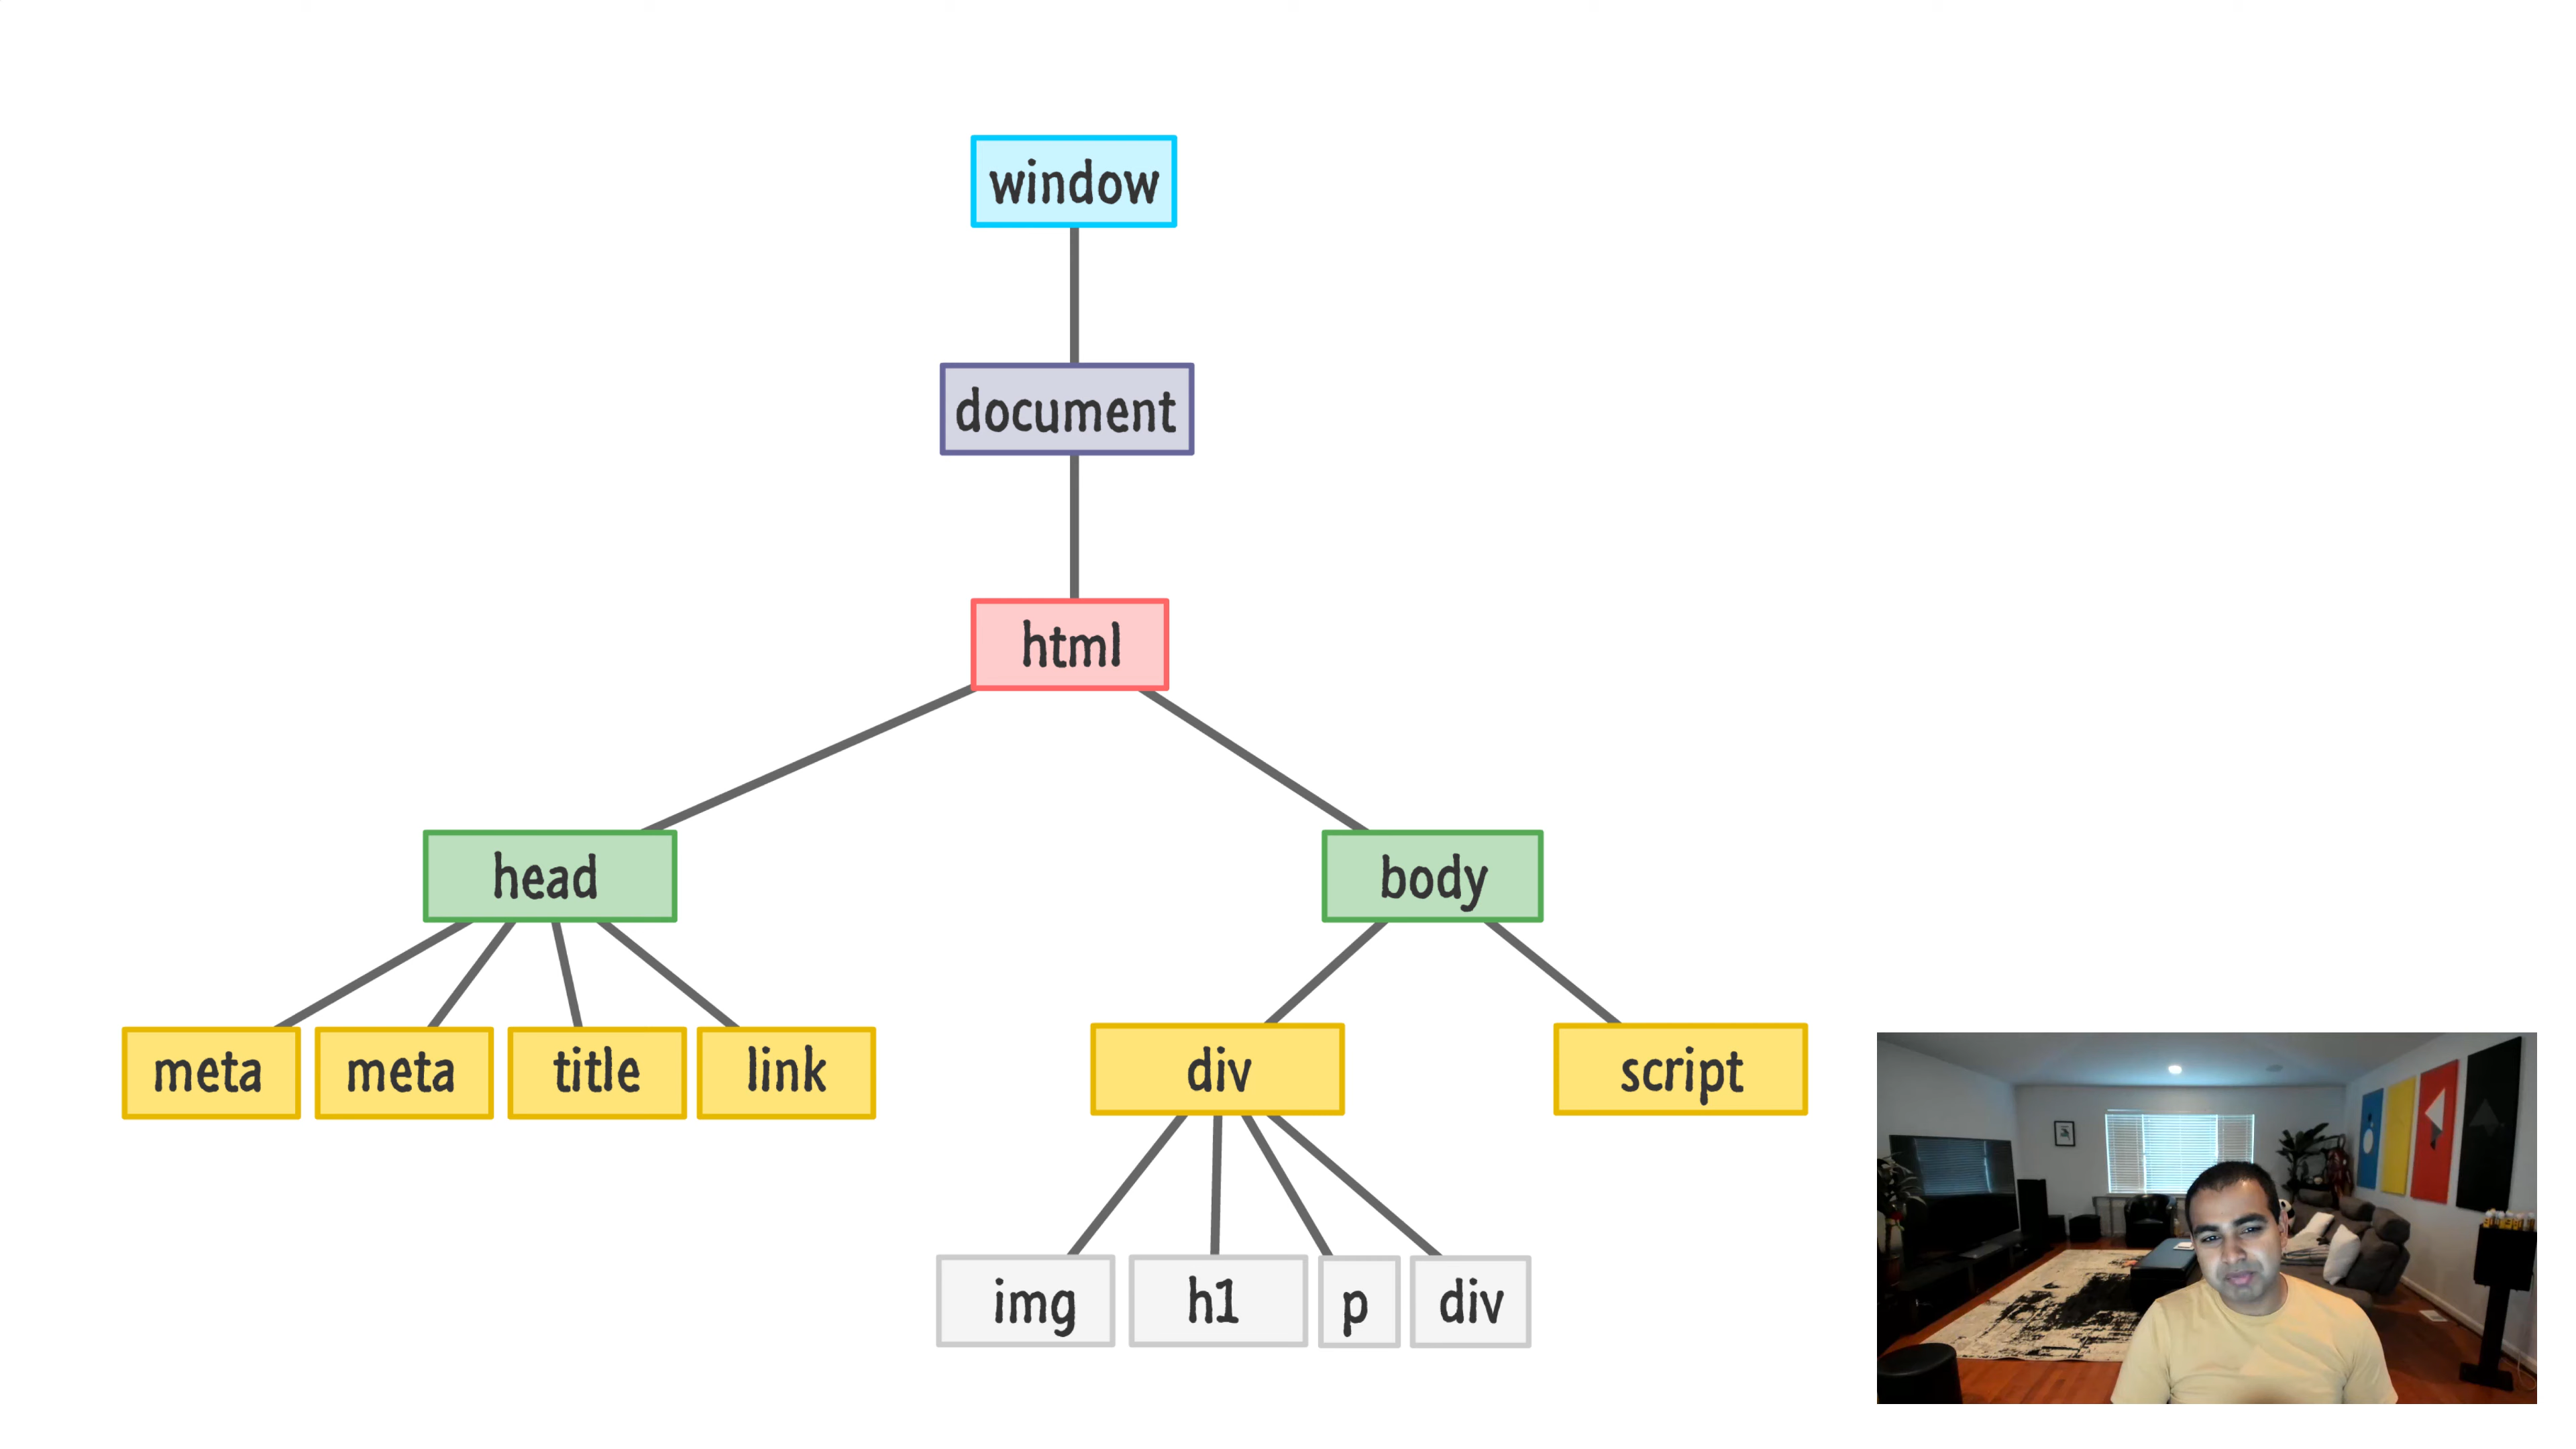 window
document
html
head
body
meta
meta
title
link
div
script
img
h1
p
div